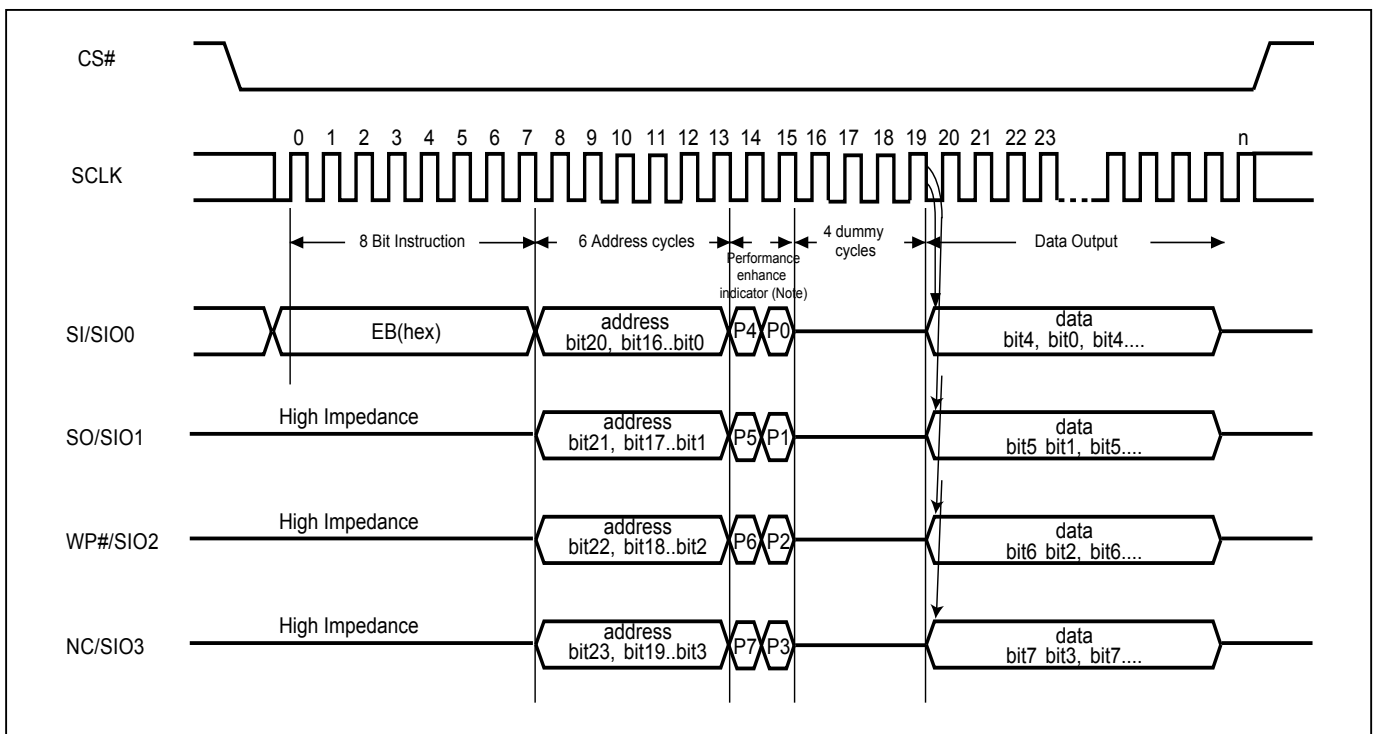 CS#
0 1 2 3 4 5 6 7 8 9 10 11 12 13 14 15 16 17 18 19 20 21 22 23 n
SCLK
8 Bit Instruction
6 Address cycles
Performance
enhance
indicator (Note)
4 dummy
cycles
Data Output
SI/SIO0
EB(hex)
address
bit20, bit16..bit0
P4 P0
data
bit4, bit0, bit4....
SO/SIO1
High Impedance
address
bit21, bit17..bit1
P5 P1
data
bit5 bit1, bit5....
WP#/SIO2
High Impedance
address
bit22, bit18..bit2
P6 P2
data
bit6 bit2, bit6....
NC/SIO3
High Impedance
address
bit23, bit19..bit3
P7 P3
data
bit7 bit3, bit7....